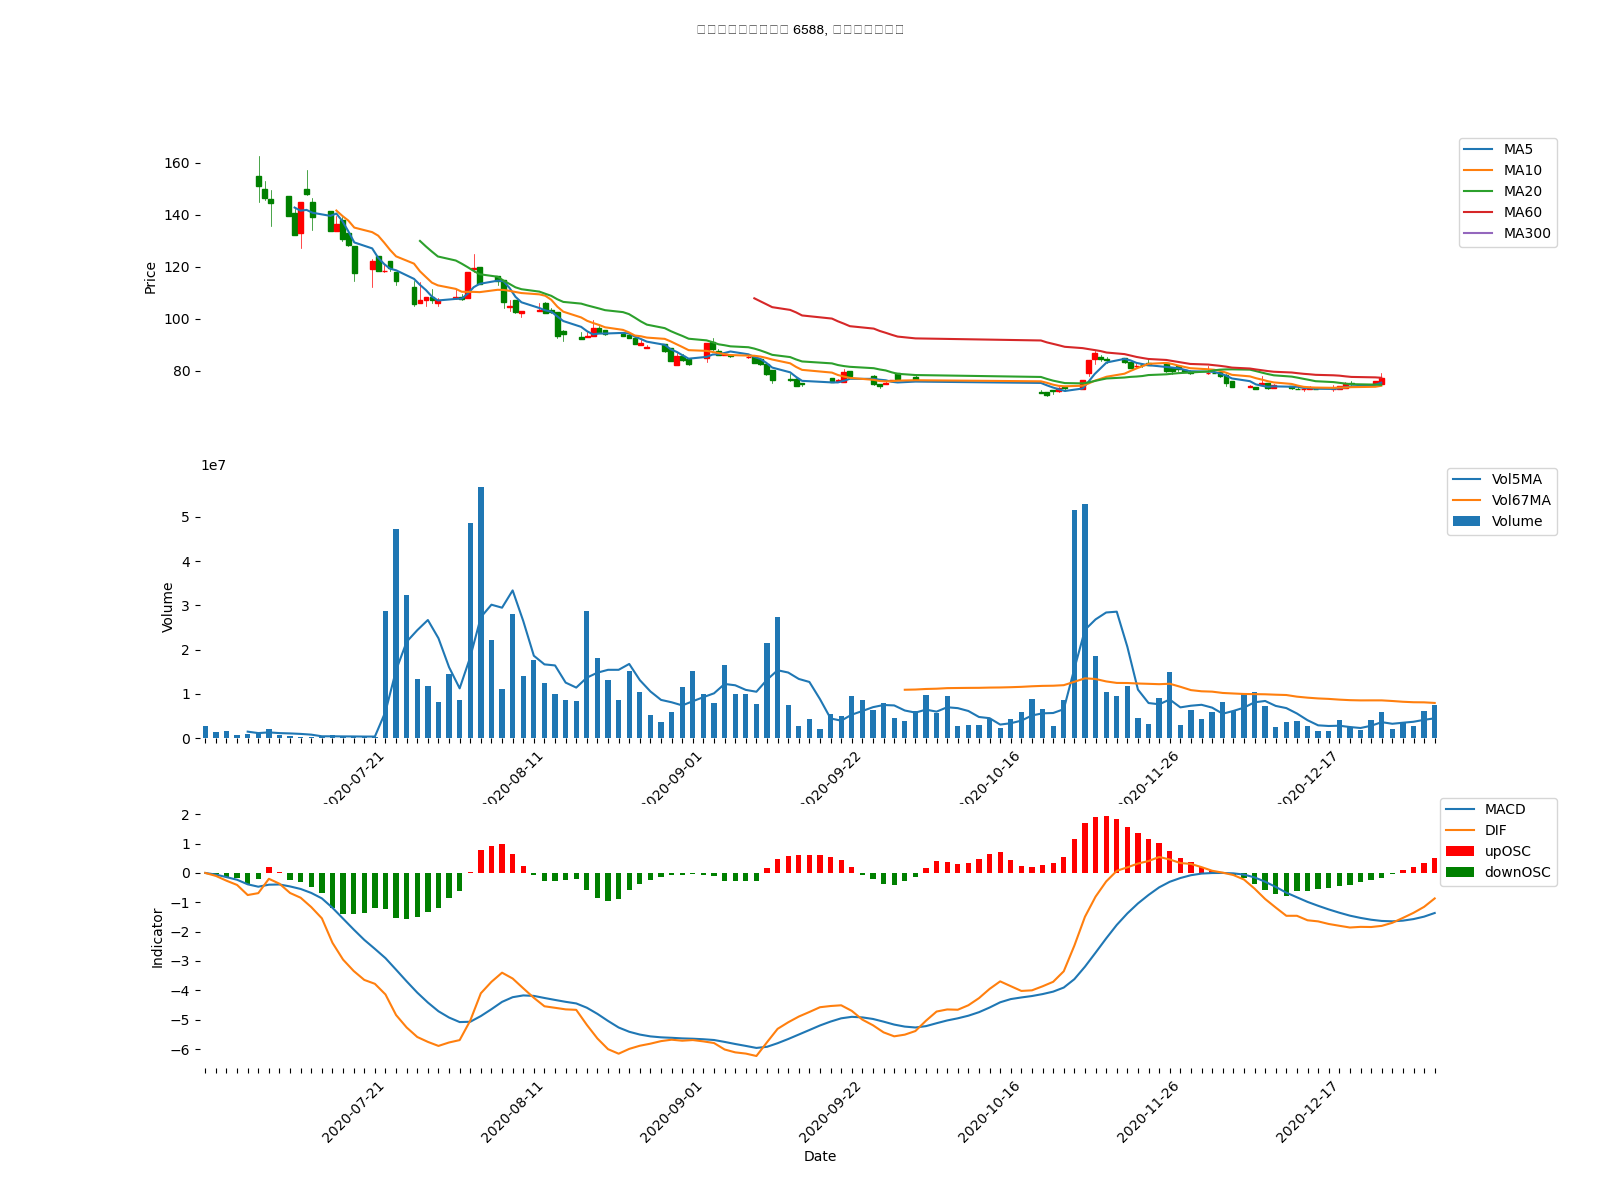 6588,
160
140
120
100
80
Price
MA5
MA10
MA20
MA60
MA300
1e7
5
4
3
2
1
0
Volume
Vol5MA
Vol67MA
Volume
2020-07-21
2020-08-11
2020-09-01
2020-09-22
2020-10-16
2020-11-26
2020-12-17
2
1
0
−1
−2
−3
−4
−5
−6
Indicator
MACD
DIF
upOSC
downOSC
2020-07-21
2020-08-11
2020-09-01
2020-09-22
2020-10-16
2020-11-26
2020-12-17
Date